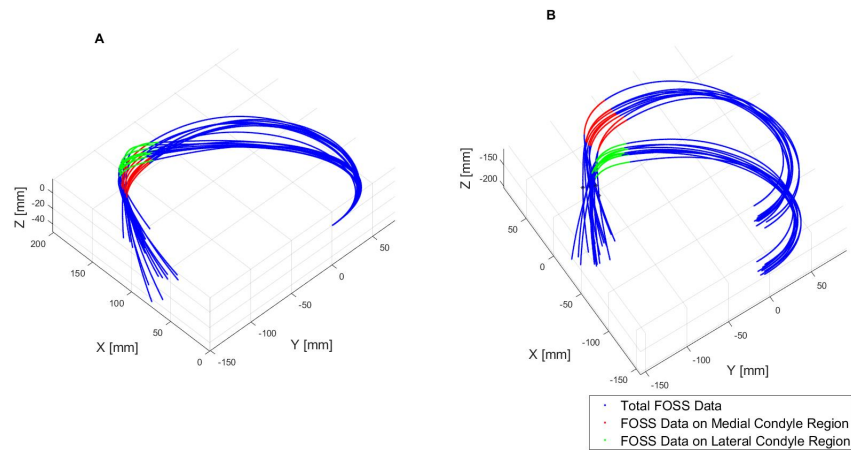 A
Z [mm]
0
-20
-40
200
150
100
50
0
X [mm]
-150
-100
-50
0
50
Y [mm]
B
Z [mm]
-150
-200
50
0
-50
-100
-150
X [mm]
-150
-100
-50
0
50
Y [mm]
Total FOSS Data
FOSS Data on Medial Condyle Region
FOSS Data on Lateral Condyle Region